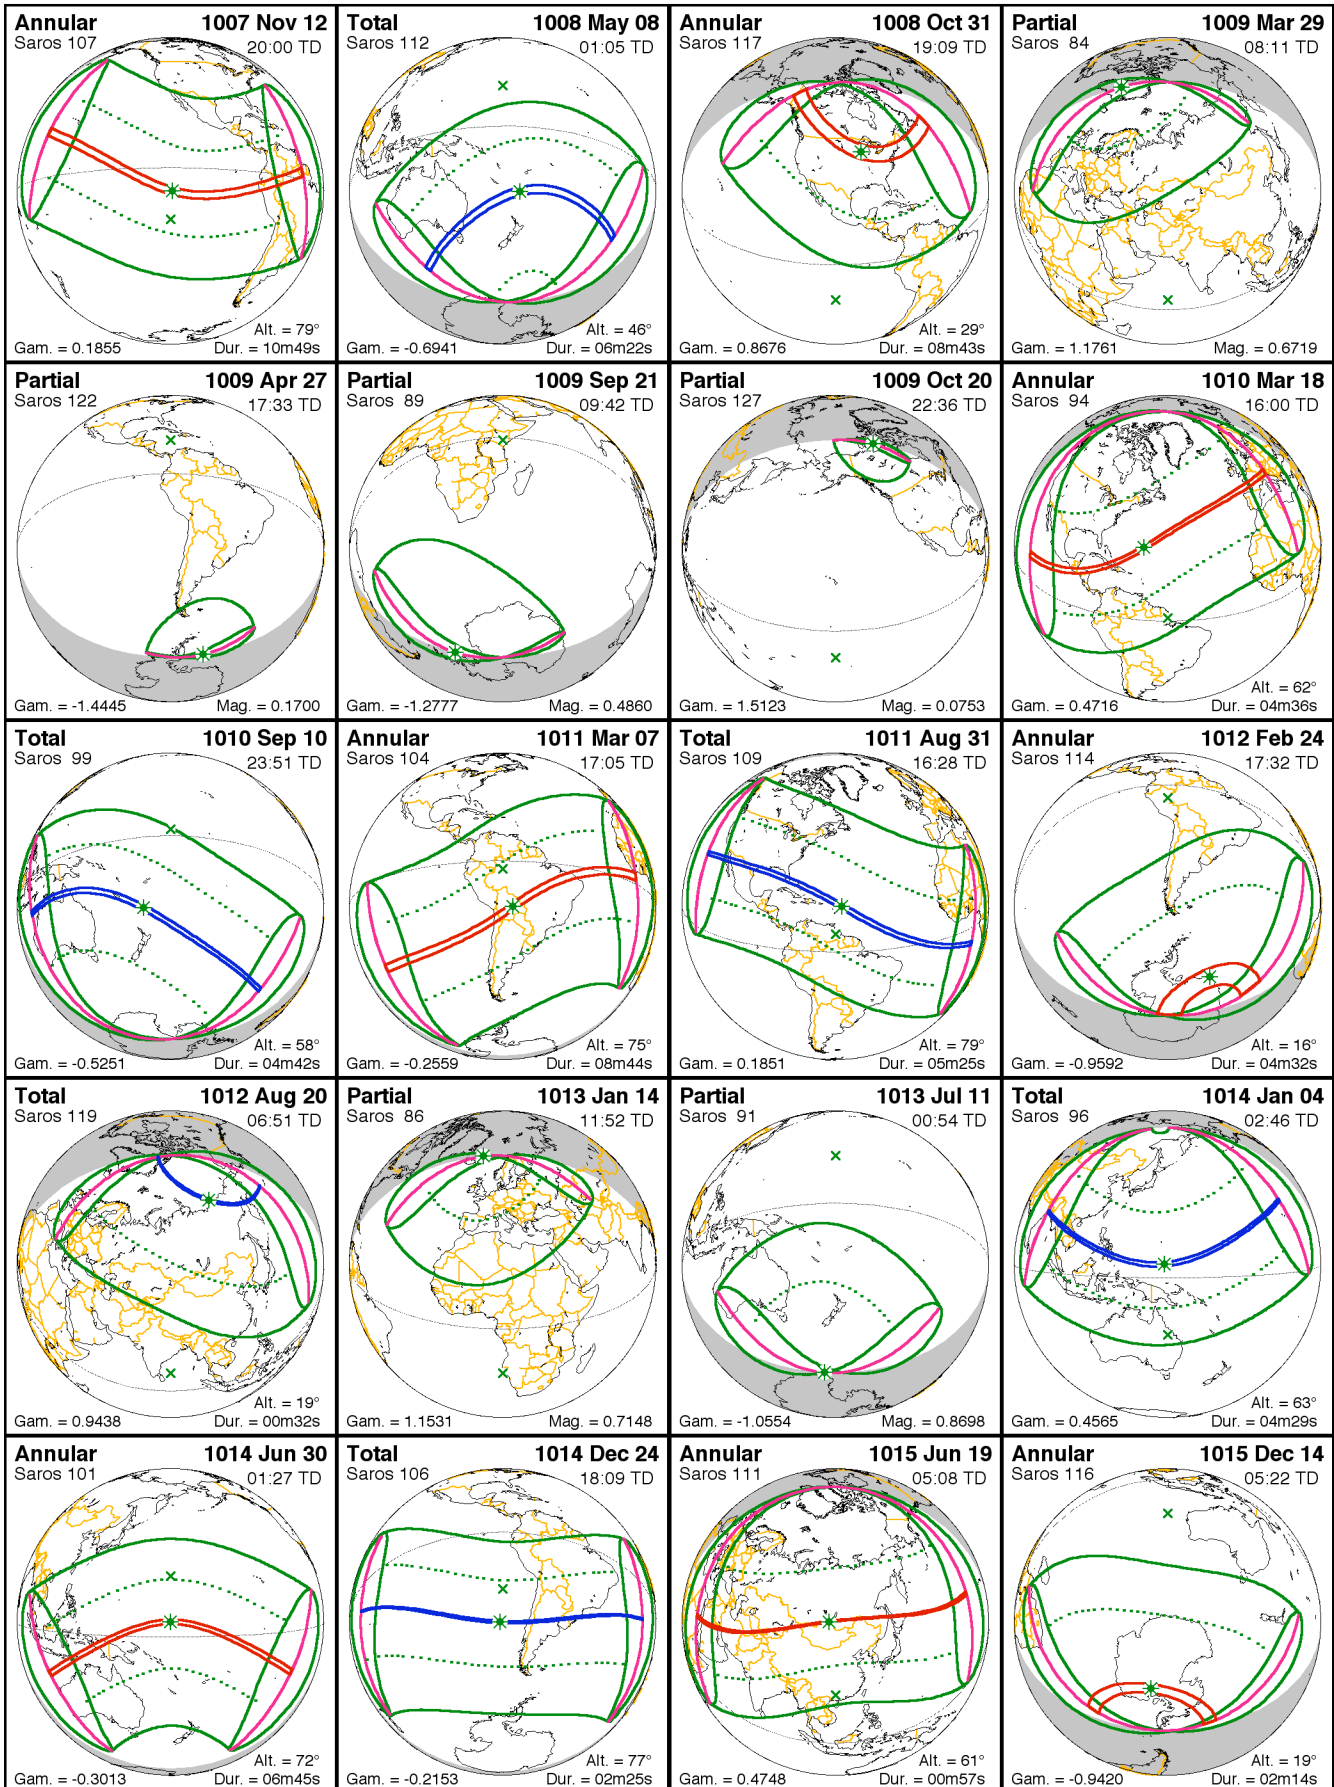 Annular 1007 Nov 12
Saros 107 20:00 TD
Alt. = 79°
Gam. = 0.1855 Dur. = 10m49s
Total 1008 May 08
Saros 112 01:05 TD
Alt. = 46°
Gam. = -0.6941 Dur. = 06m22s
Annular 1008 Oct 31
Saros 117 19:09 TD
Alt. = 29°
Gam. = 0.8676 Dur. = 08m43s
Partial 1009 Mar 29
Saros 84 08:11 TD
Gam. = 1.1761 Mag. = 0.6719
Partial 1009 Apr 27
Saros 122 17:33 TD
Gam. = -1.4445 Mag. = 0.1700
Partial 1009 Sep 21
Saros 89 09:42 TD
Gam. = -1.2777 Mag. = 0.4860
Partial 1009 Oct 20
Saros 127 22:36 TD
Gam. = 1.5123 Mag. = 0.0753
Annular 1010 Mar 18
Saros 94 16:00 TD
Alt. = 62°
Gam. = 0.4716 Dur. = 04m36s
Total 1010 Sep 10
Saros 99 23:51 TD
Alt. = 58°
Gam. = -0.5251 Dur. = 04m42s
Annular 1011 Mar 07
Saros 104 17:05 TD
Alt. = 75°
Gam. = -0.2559 Dur. = 08m44s
Total 1011 Aug 31
Saros 109 16:28 TD
Alt. = 79°
Gam. = 0.1851 Dur. = 05m25s
Annular 1012 Feb 24
Saros 114 17:32 TD
Alt. = 16°
Gam. = -0.9592 Dur. = 04m32s
Total 1012 Aug 20
Saros 119 06:51 TD
Alt. = 19°
Gam. = 0.9438 Dur. = 00m32s
Partial 1013 Jan 14
Saros 86 11:52 TD
Gam. = 1.1531 Mag. = 0.7148
Partial 1013 Jul 11
Saros 91 00:54 TD
Gam. = -1.0554 Mag. = 0.8698
Total 1014 Jan 04
Saros 96 02:46 TD
Alt. = 63°
Gam. = 0.4565 Dur. = 04m29s
Annular 1014 Jun 30
Saros 101 01:27 TD
Alt. = 72°
Gam. = -0.3013 Dur. = 06m45s
Total 1014 Dec 24
Saros 106 18:09 TD
Alt. = 77°
Gam. = -0.2153 Dur. = 02m25s
Annular 1015 Jun 19
Saros 111 05:08 TD
Alt. = 61°
Gam. = 0.4748 Dur. = 00m57s
Annular 1015 Dec 14
Saros 116 05:22 TD
Alt. = 19°
Gam. = -0.9420 Dur. = 02m14s